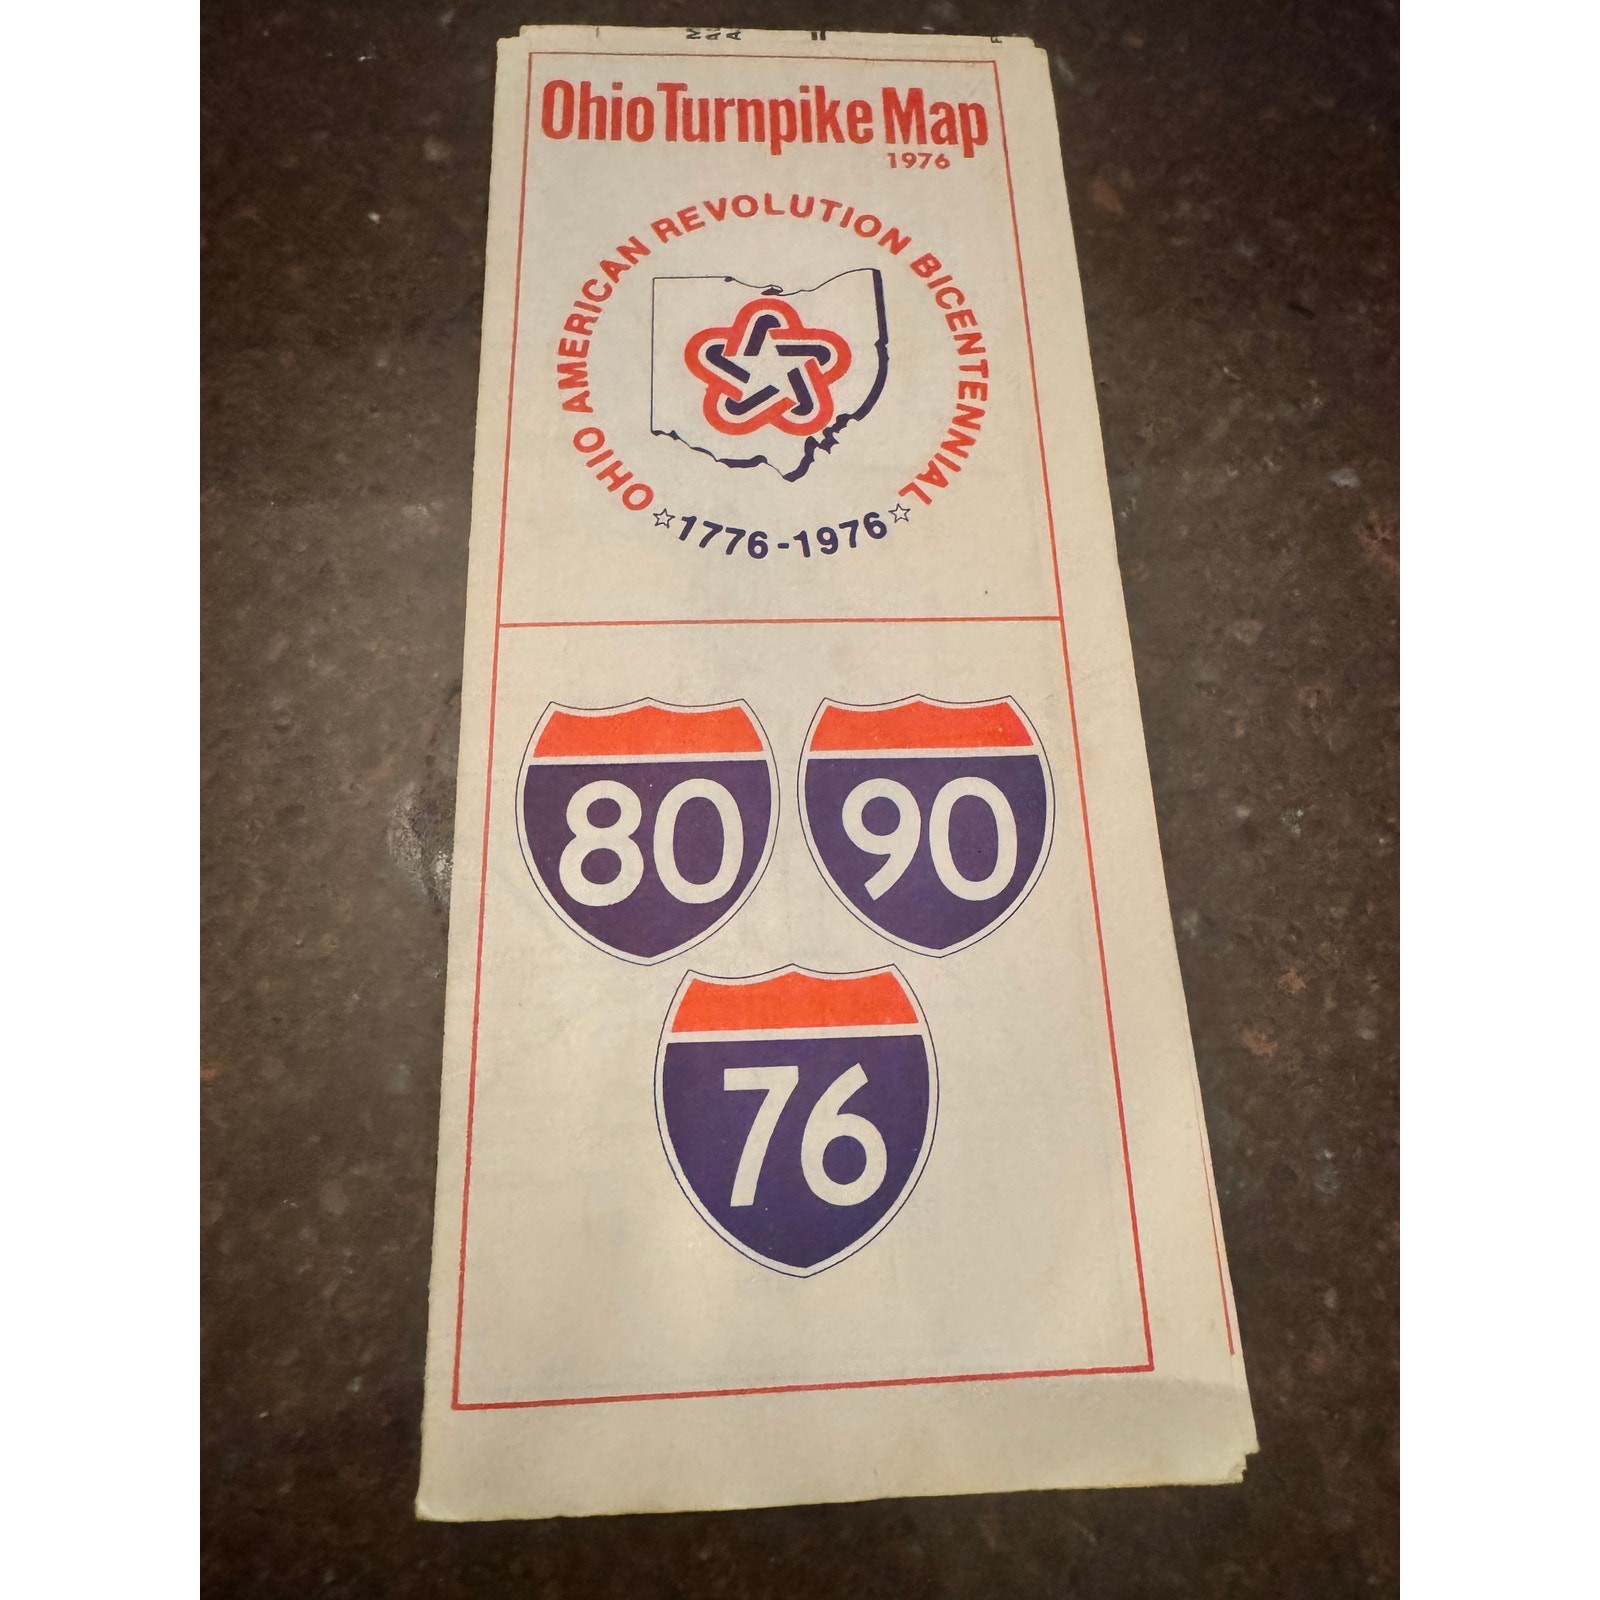 Ohio Turnpike Map
1976
OHIO AMERICAN REVOLUTION BICENTENNIAL
1776-1976
80
90
76